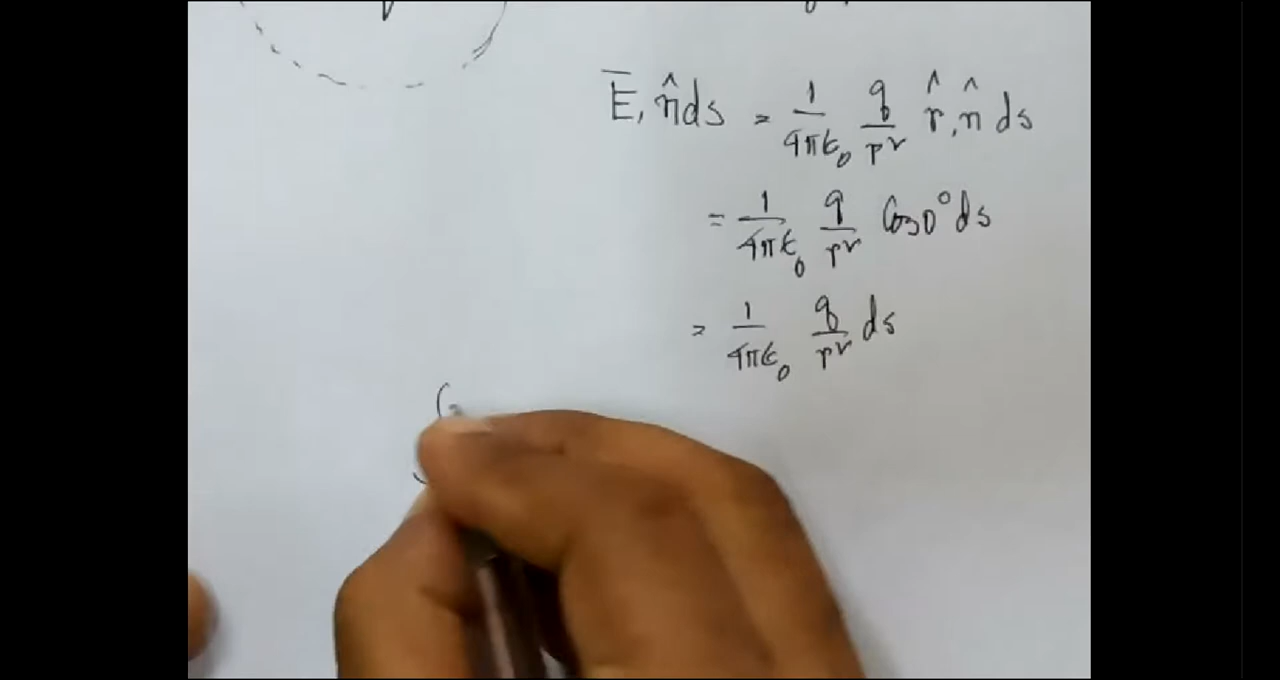 E̅, n̂ ds = 1/4πε₀ q/r² r̂, n̂ ds
= 1/4πε₀ q/r² Cos0° ds
= 1/4πε₀ q/r² ds